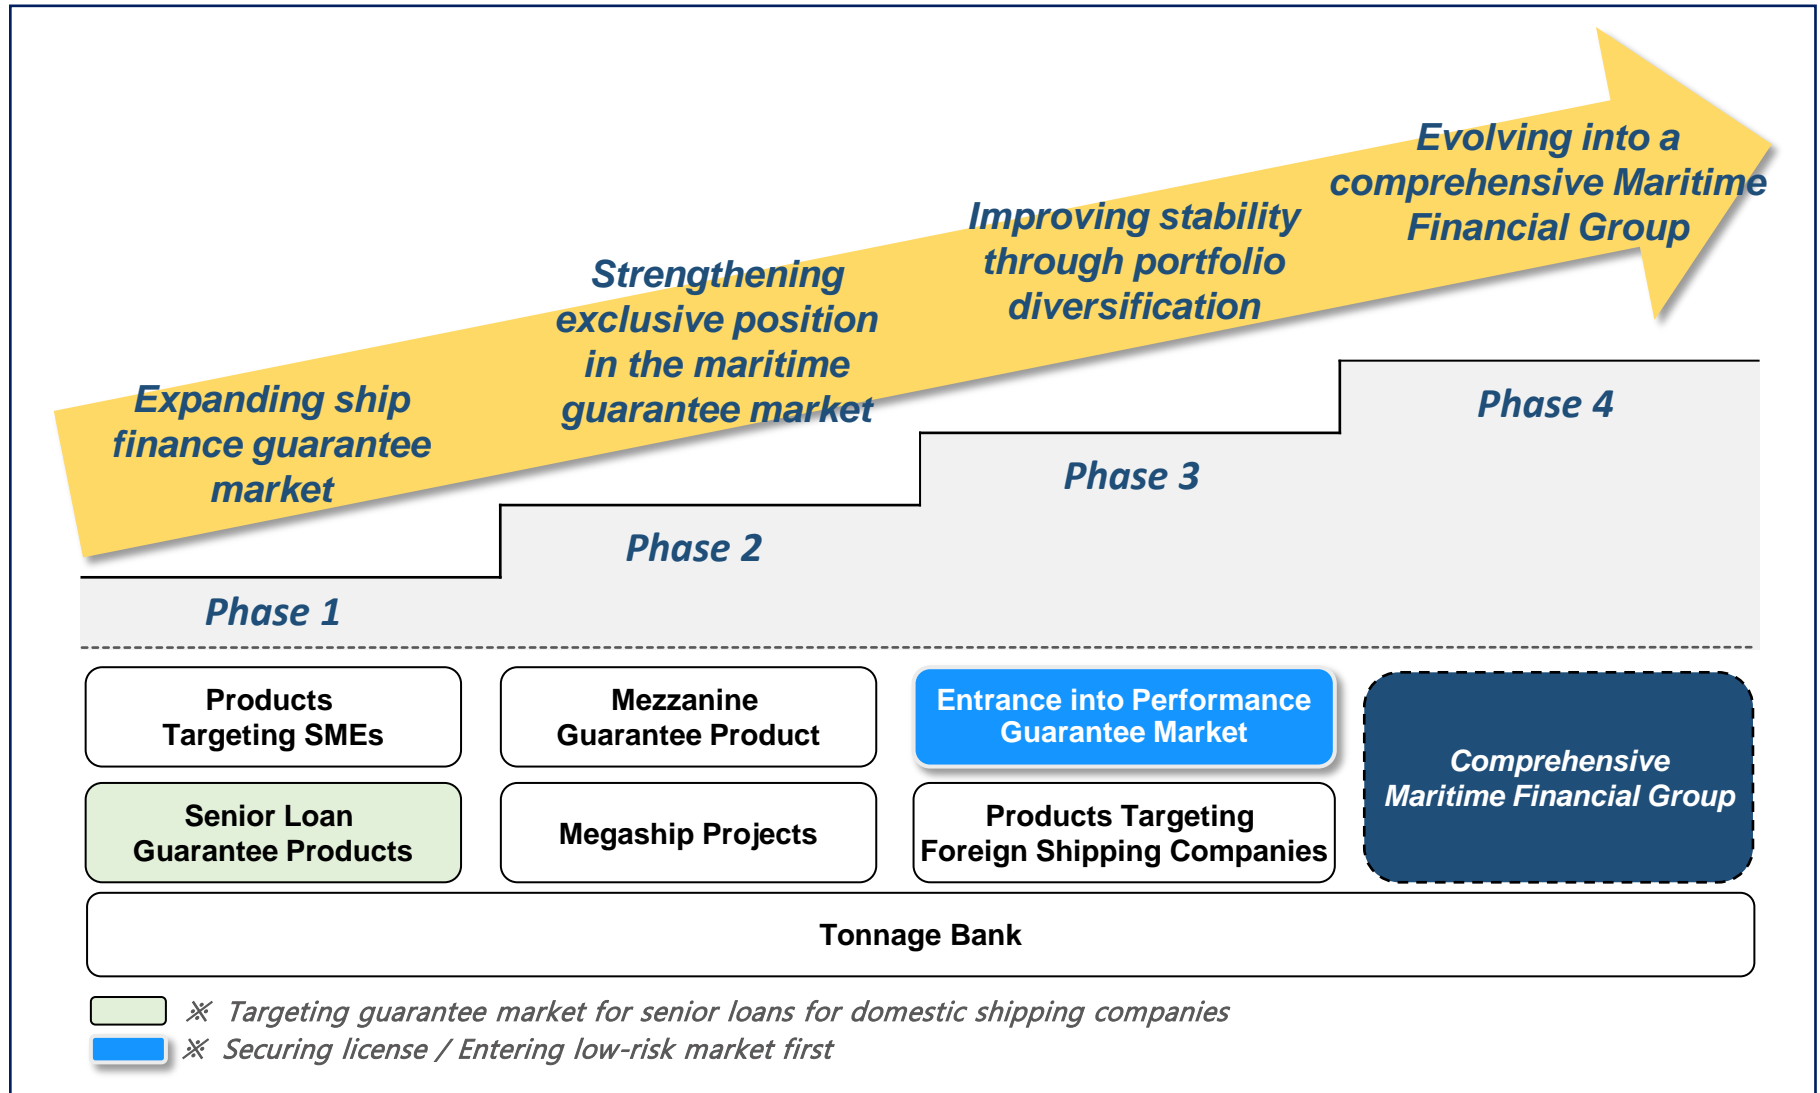 Expanding ship
finance guarantee
market
Strengthening
exclusive position
in the maritime
guarantee market
Improving stability
through portfolio
diversification
Evolving into a
comprehensive Maritime
Financial Group
Phase 1
Phase 2
Phase 3
Phase 4
Products
Targeting SMEs
Mezzanine
Guarantee Product
Entrance into Performance
Guarantee Market
Senior Loan
Guarantee Products
Megaship Projects
Products Targeting
Foreign Shipping Companies
Comprehensive
Maritime Financial Group
Tonnage Bank
※ Targeting guarantee market for senior loans for domestic shipping companies
※ Securing license / Entering low-risk market first